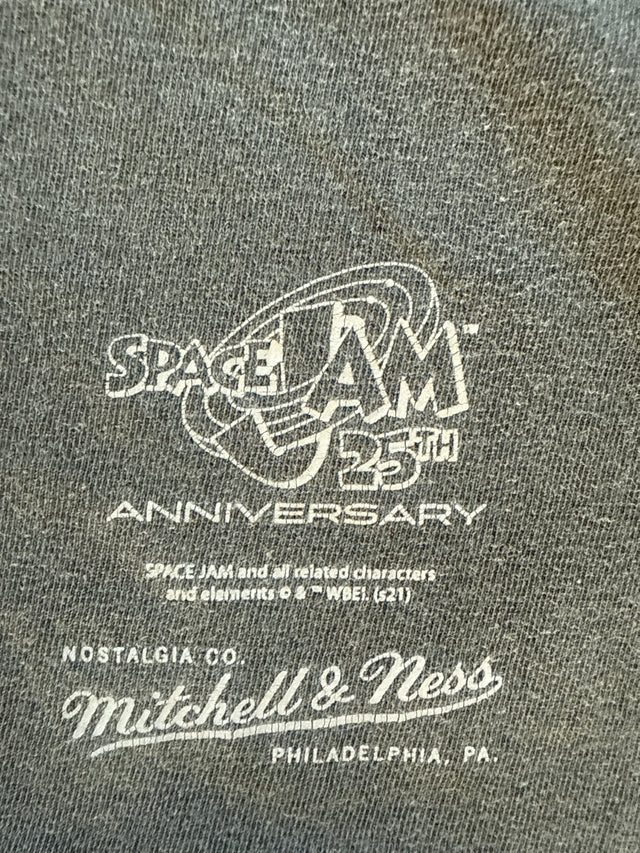 SPACE JAM™
25TH
ANNIVERSARY
SPACE JAM and all related characters
and elements © & ™ WBEI. (s21)
NOSTALGIA CO.
Mitchell & Ness
PHILADELPHIA, PA.